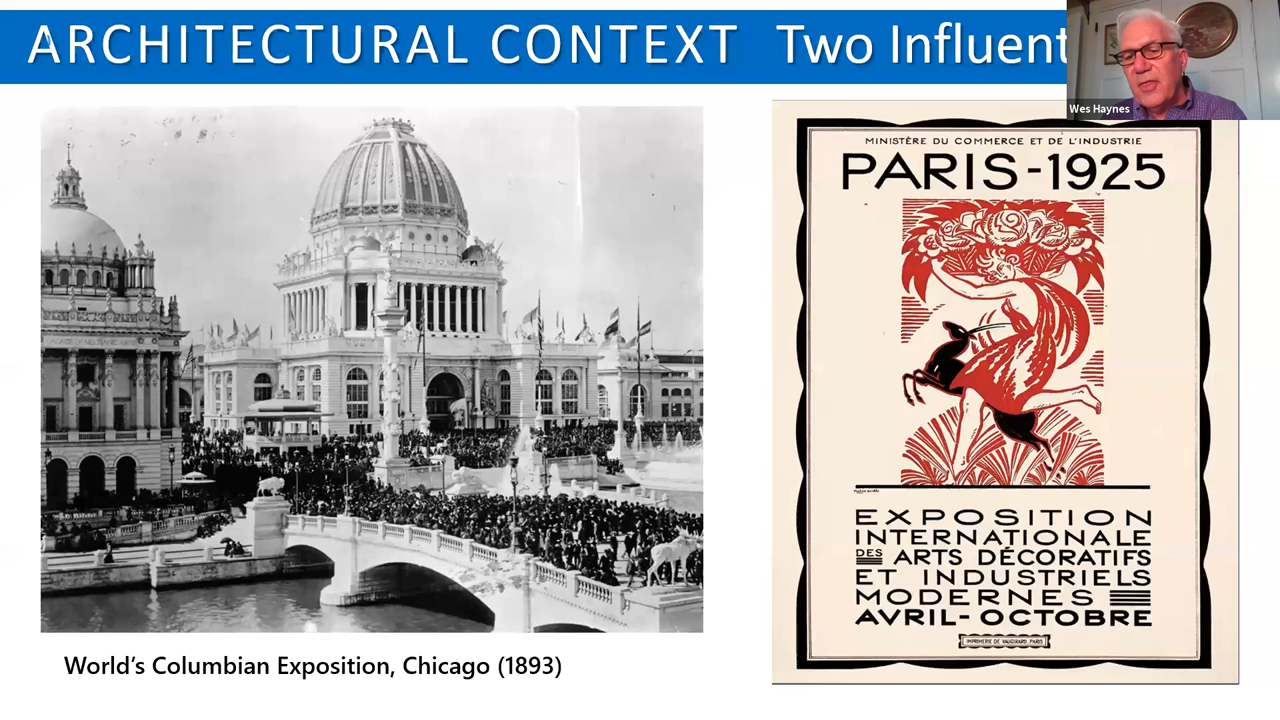 ARCHITECTURAL CONTEXT Two Influent
Wes Haynes
MINISTÈRE DU COMMERCE ET DE L'INDUSTRIE
PARIS-1925
EXPOSITION
INTERNATIONALE
DES ARTS DÉCORATIFS
ET INDUSTRIELS
MODERNES
AVRIL-OCTOBRE
IMPRIMERIE DE VAUGIRARD, PARIS
World's Columbian Exposition, Chicago (1893)